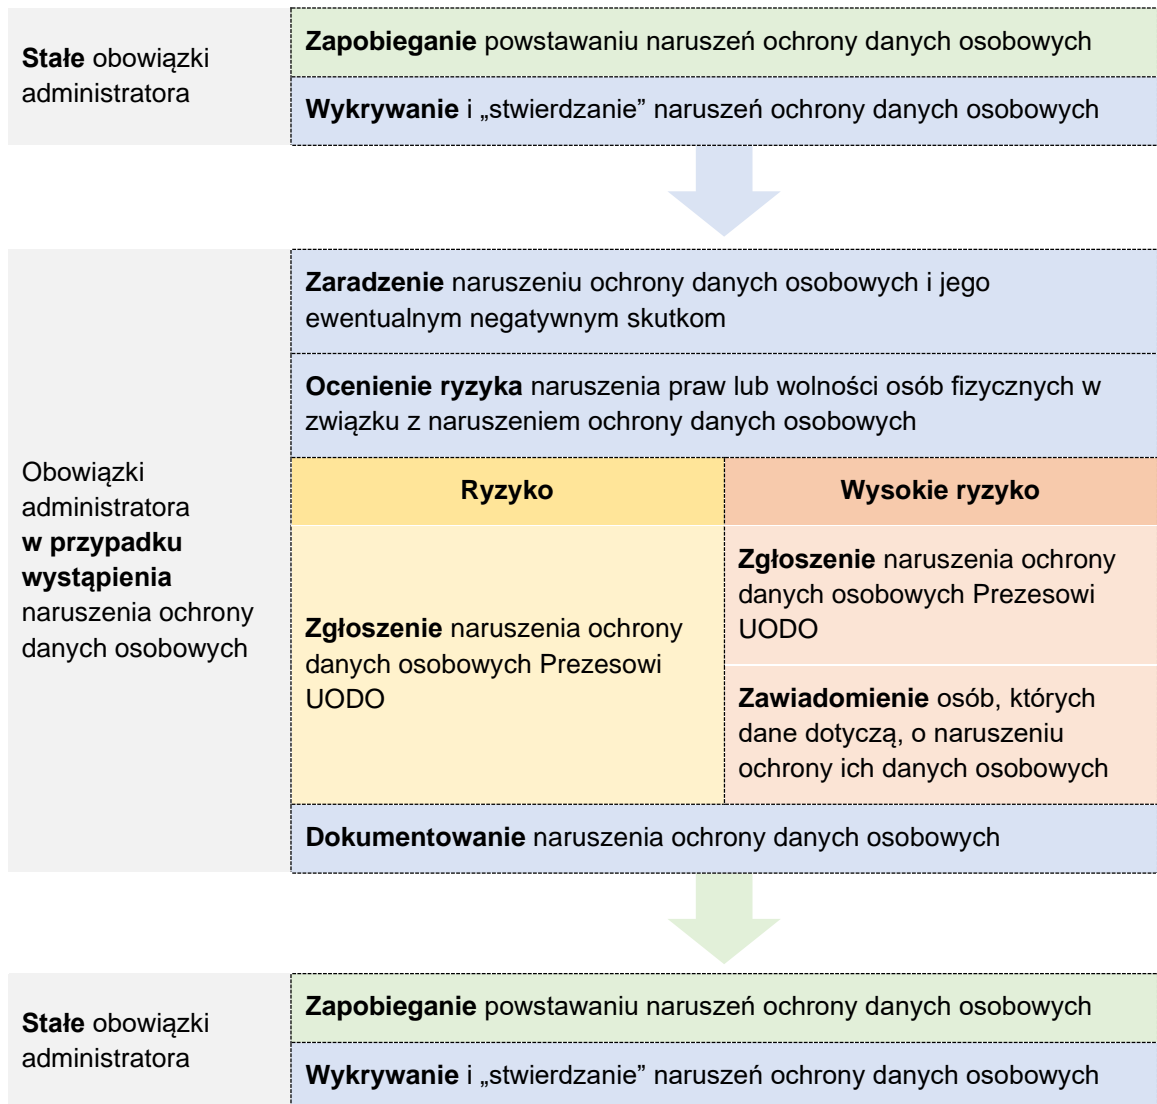 Stałe obowiązki
administratora
Zapobieganie powstawaniu naruszeń ochrony danych osobowych
Wykrywanie i „stwierdzanie” naruszeń ochrony danych osobowych
Obowiązki
administratora
w przypadku
wystąpienia
naruszenia ochrony
danych osobowych
Zaradzenie naruszeniu ochrony danych osobowych i jego
ewentualnym negatywnym skutkom
Ocenienie ryzyka naruszenia praw lub wolności osób fizycznych w
związku z naruszeniem ochrony danych osobowych
Ryzyko
Zgłoszenie naruszenia ochrony
danych osobowych Prezesowi
UODO
Wysokie ryzyko
Zgłoszenie naruszenia ochrony
danych osobowych Prezesowi
UODO
Zawiadomienie osób, których
dane dotyczą, o naruszeniu
ochrony ich danych osobowych
Dokumentowanie naruszenia ochrony danych osobowych
Stałe obowiązki
administratora
Zapobieganie powstawaniu naruszeń ochrony danych osobowych
Wykrywanie i „stwierdzanie” naruszeń ochrony danych osobowych